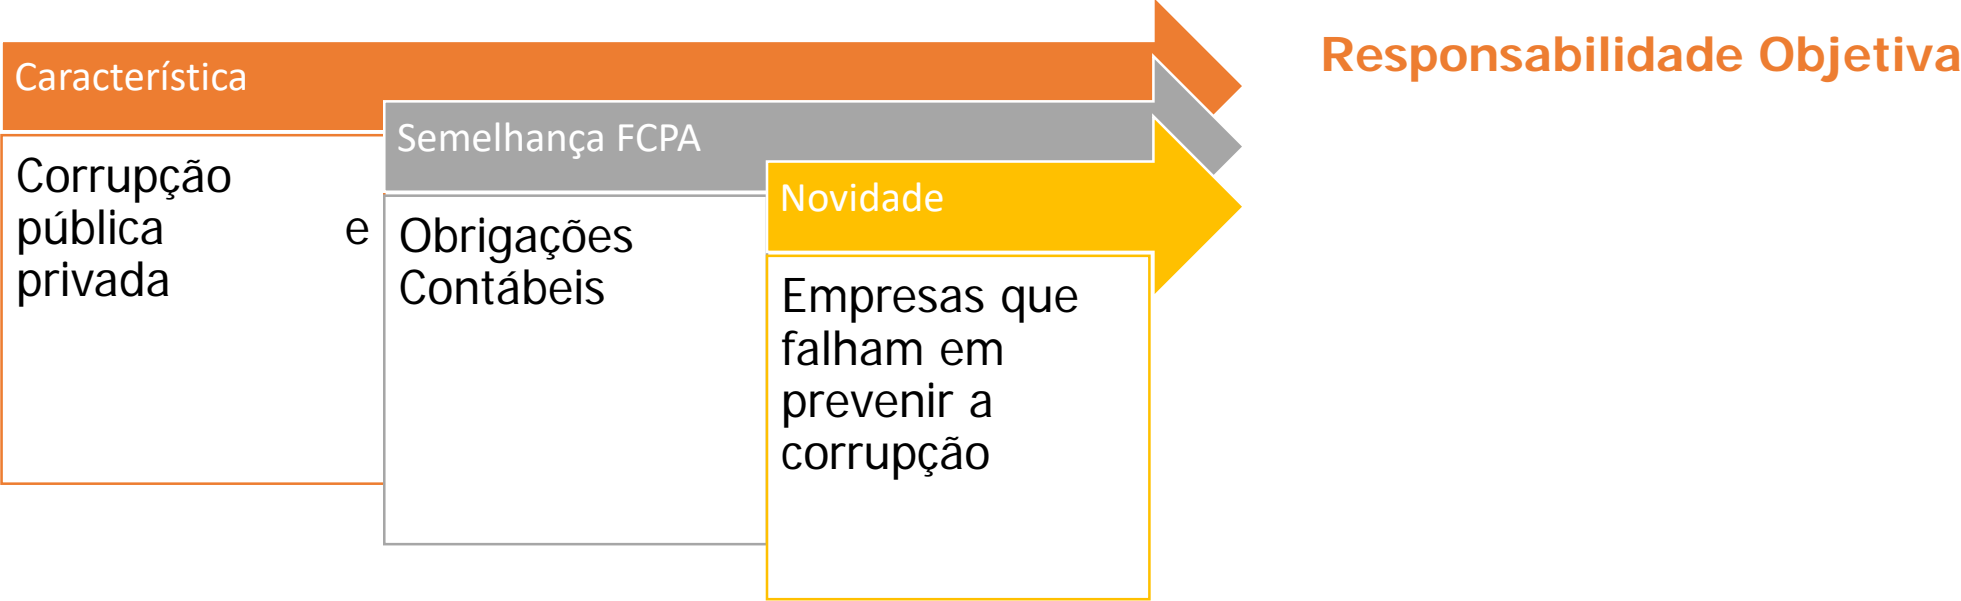 Característica
Responsabilidade Objetiva
Semelhança FCPA
Novidade
Corrupção
pública e
privada
Obrigações
Contábeis
Empresas que
falham em
prevenir a
corrupção